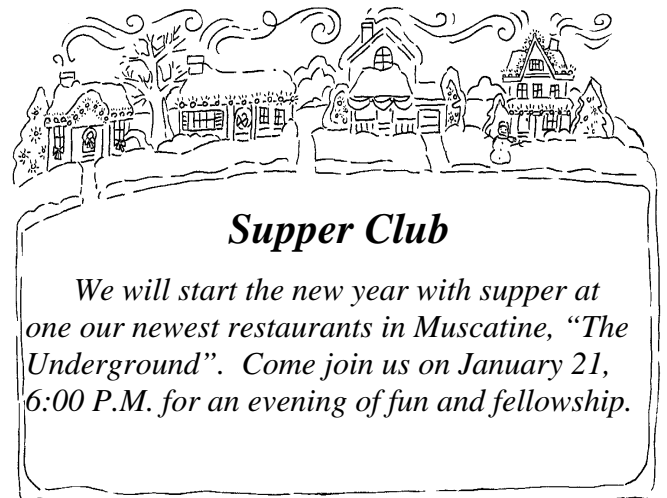 Supper Club
We will start the new year with supper at
one our newest restaurants in Muscatine, “The
Underground”.  Come join us on January 21,
6:00 P.M. for an evening of fun and fellowship.